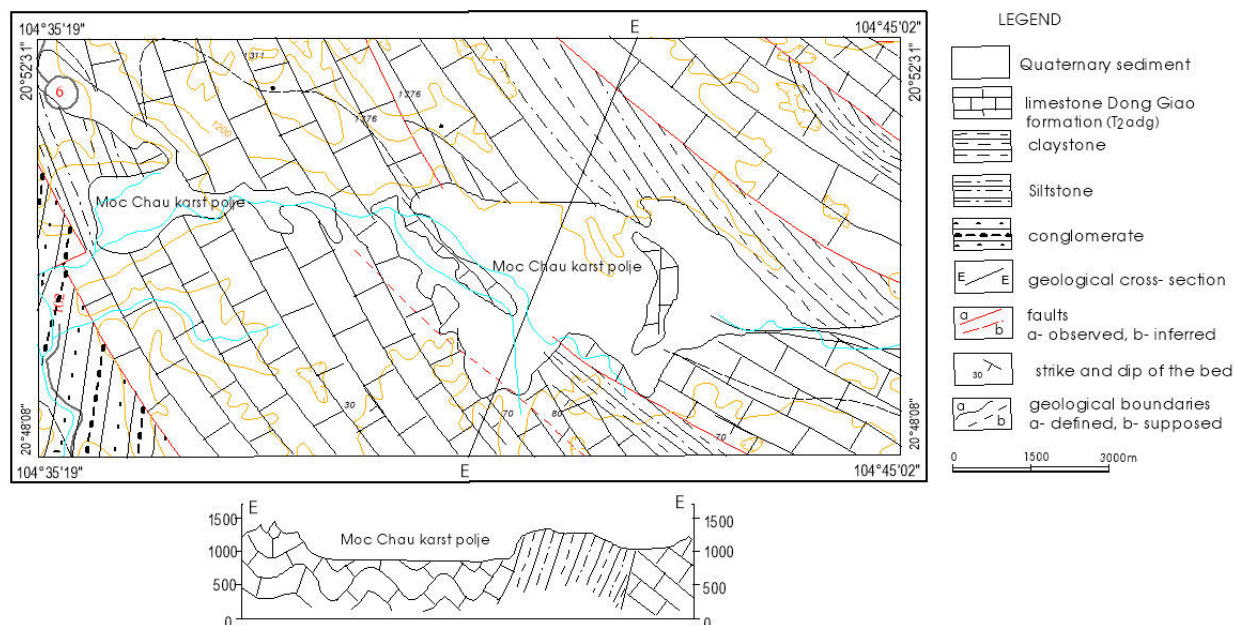 104°35'19"
E
104°45'02"
20°52'31"
20°52'31"
6
1311
1276
1276
1200
Moc Chau karst polje
Moc Chau karst polje
30
70
80
70
20°48'08"
20°48'08"
104°35'19"
E
104°45'02"
LEGEND
Quaternary sediment
limestone Dong Giao
formation (T2adg)
claystone
Siltstone
conglomerate
E E
geological cross- section
a b
faults
a- observed, b- inferred
30
strike and dip of the bed
a b
geological boundaries
a- defined, b- supposed
0 1500 3000m
E E
1500 1500
Moc Chau karst polje
1000 1000
500 500
0 0